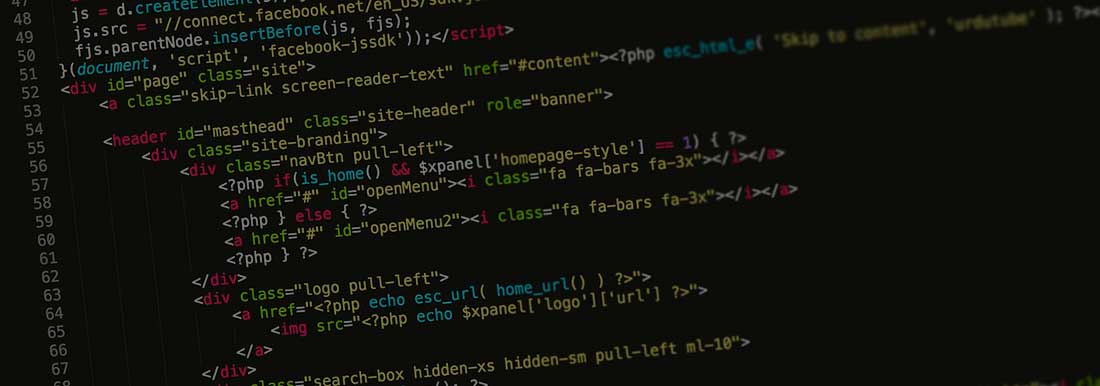 47
js = d.createElement(s);
48 js.src = "//connect.facebook.net/en_US/sdk.js
49 fjs.parentNode.insertBefore(js, fjs);
50 }(document, 'script', 'facebook-jssdk'));</script>
51 <div id="page" class="site">
52 <a class="skip-link screen-reader-text" href="#content"><?php esc_html_e( 'Skip to content', 'urdutube' ); ?><
53
54 <header id="masthead" class="site-header" role="banner">
55 <div class="site-branding">
56 <div class="navBtn pull-left">
57 <?php if(is_home() && $xpanel['homepage-style'] == 1) { ?>
58 <a href="#" id="openMenu"><i class="fa fa-bars fa-3x"></i></a>
59 <?php } else { ?>
60 <a href="#" id="openMenu2"><i class="fa fa-bars fa-3x"></i></a>
61 <?php } ?>
62 </div>
63 <div class="logo pull-left">
64 <a href="<?php echo esc_url( home_url() ) ?>">
65 <img src="<?php echo $xpanel['logo']['url'] ?>">
66 </a>
67 </div>
68 class="search-box hidden-xs hidden-sm pull-left ml-10">
(); ?>